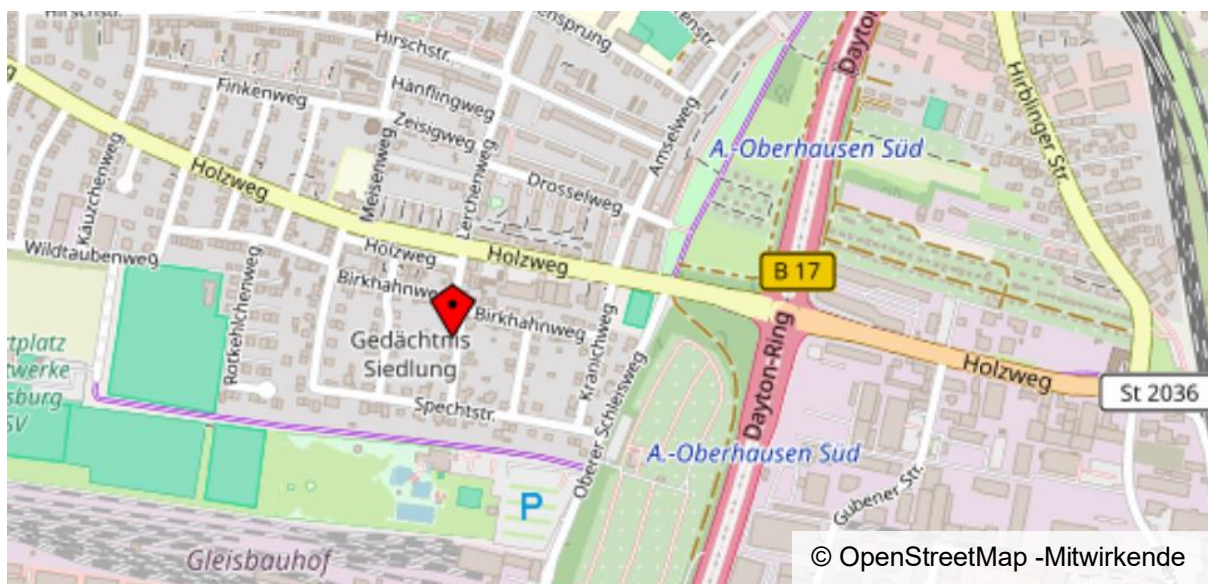 Hirschstr.
Hänflingweg
Finkenweg
Zeisigweg
Amselweg
Dayton
Hirblinger Str.
A. Oberhausen Süd
Drosselweg
Meisenweg
Lerchenweg
Käuzchenweg
Holzweg
Holzweg
Holzweg
Wildtaubenweg
Birkhahnweg
Birkhahnweg
B 17
Rotkehlchenweg
Gedächtnis
Siedlung
Kranichweg
Spechtstr.
Oberer Schleisweg
Dayton-Ring
Holzweg
St 2036
A.-Oberhausen Süd
Gubener Str.
P
Gleisbauhof
© OpenStreetMap -Mitwirkende